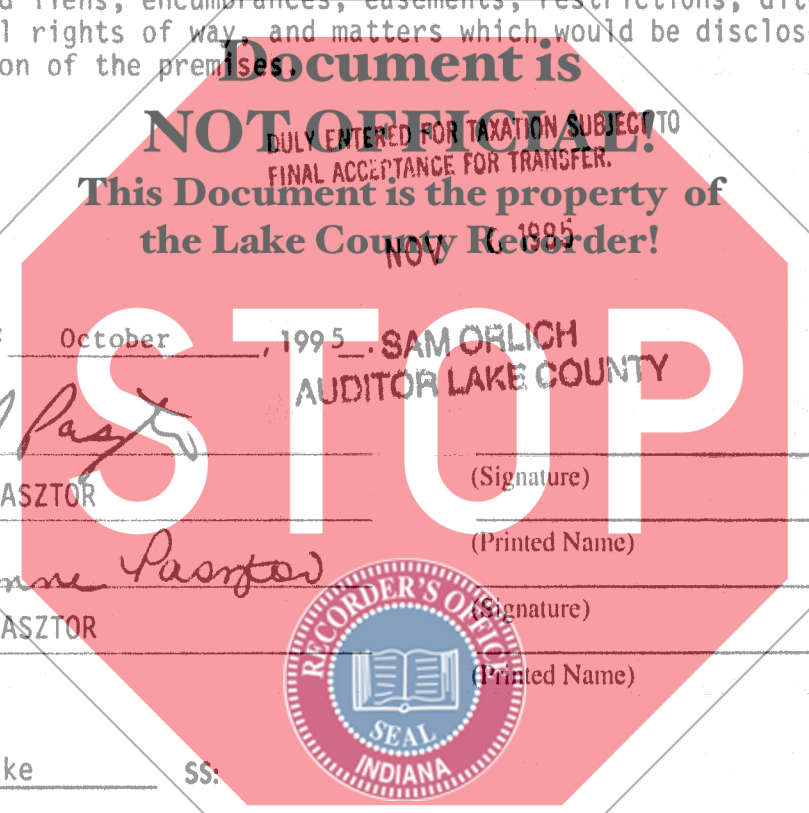 d liens, encumbrances, easements, restrictions,
l rights of way, and matters which would be disclos
on of the premises.
Document is
NOT OFFICIAL!
DULY ENTERED FOR TAXATION SUBJECT TO
FINAL ACCEPTANCE FOR TRANSFER.
This Document is the property of
the Lake County Recorder!
NOV 1985
October , 1995 .
SAM ORLICH
AUDITOR LAKE COUNTY
STOP
Pasztor
(Signature)
ASZTOR
(Printed Name)
nne Pasztor
(Signature)
ASZTOR
(Printed Name)
RECORDER'S OFFICE
SEAL
INDIANA
ke SS: